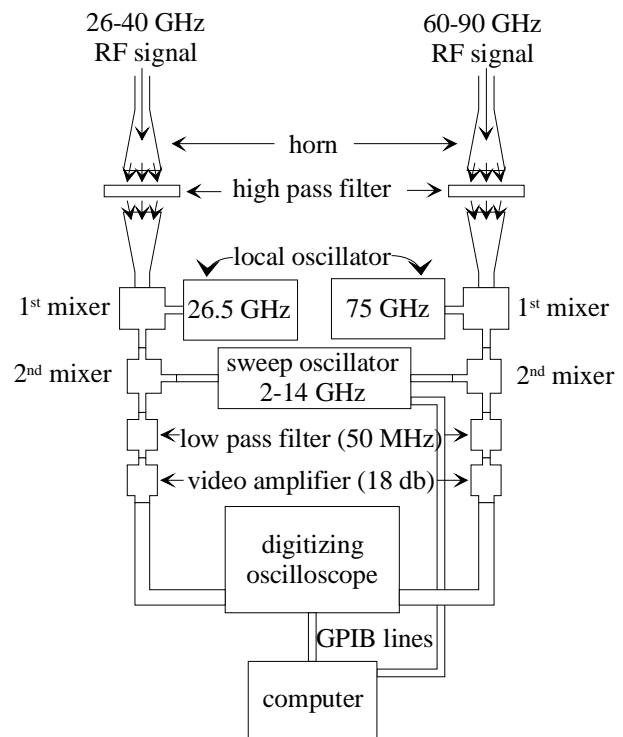 26-40 GHz
RF signal
60-90 GHz
RF signal
horn
high pass filter
local oscillator
1st mixer
26.5 GHz
75 GHz
1st mixer
2nd mixer
sweep oscillator
2-14 GHz
2nd mixer
low pass filter (50 MHz)
video amplifier (18 db)
digitizing
oscilloscope
GPIB lines
computer